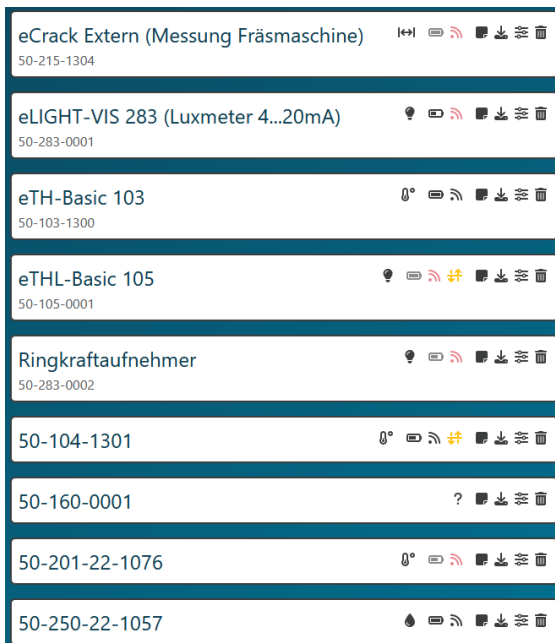 eCrack Extern (Messung Fräsmaschine)
50-215-1304
eLIGHT-VIS 283 (Luxmeter 4...20mA)
50-283-0001
eTH-Basic 103
50-103-1300
eTHL-Basic 105
50-105-0001
Ringkraftaufnehmer
50-283-0002
50-104-1301
50-160-0001
?
50-201-22-1076
50-250-22-1057